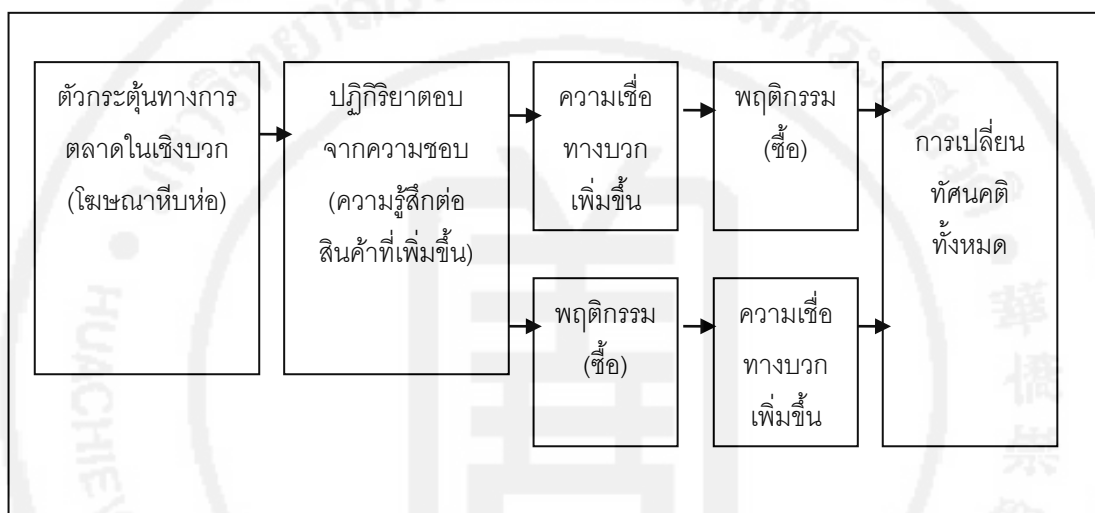 ตัวกระตุ้นทางการ
ตลาดในเชิงบวก
(โฆษณาหีบห่อ)
ปฏิกิริยาตอบ
จากความชอบ
(ความรู้สึกต่อ
สินค้าที่เพิ่มขึ้น)
ความเชื่อ
ทางบวก
เพิ่มขึ้น
พฤติกรรม
(ซื้อ)
พฤติกรรม
(ซื้อ)
ความเชื่อ
ทางบวก
เพิ่มขึ้น
การเปลี่ยน
ทัศนคติ
ทั้งหมด
華
僑
崇